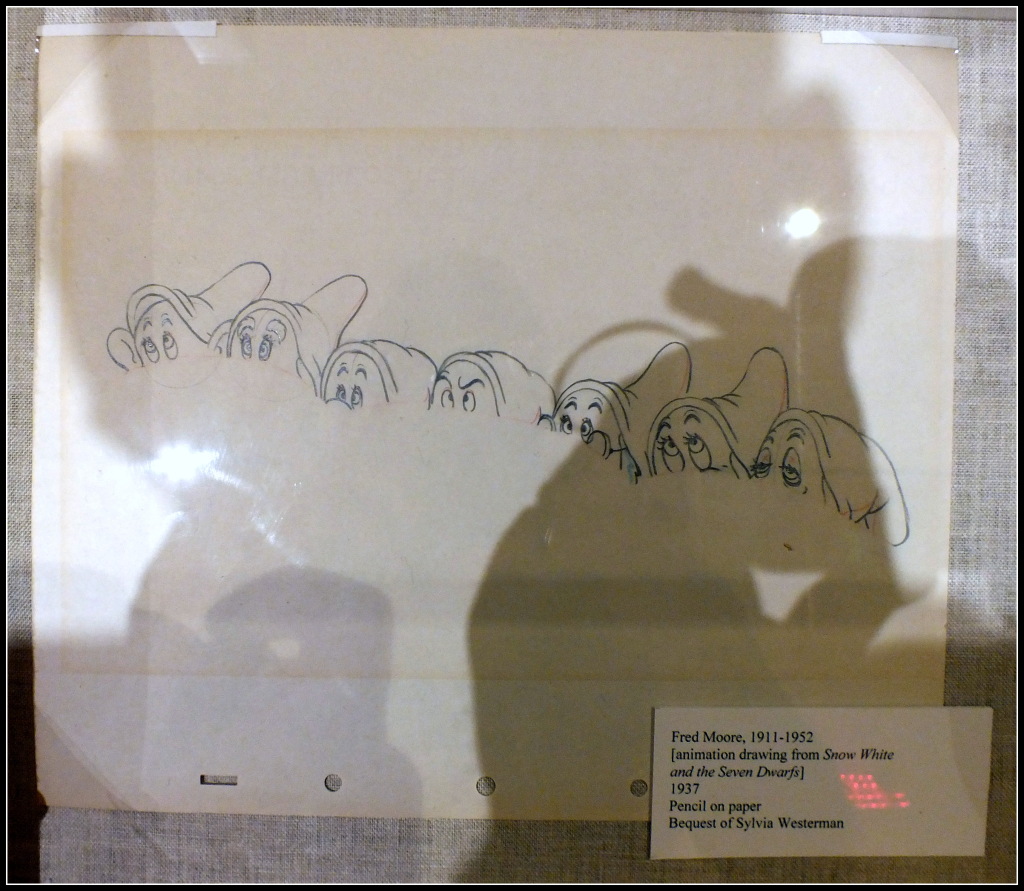 Fred Moore, 1911-1952
[animation drawing from Snow White
and the Seven Dwarfs]
1937
Pencil on paper
Bequest of Sylvia Westerman